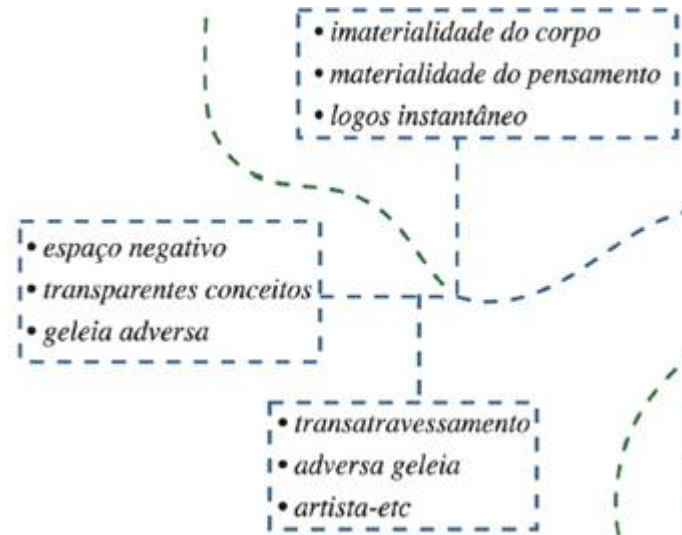 • imaterialidade do corpo
• materialidade do pensamento
• logos instantâneo
• espaço negativo
• transparentes conceitos
• geleia adversa
• transatravessamento
• adversa geleia
• artista-etc